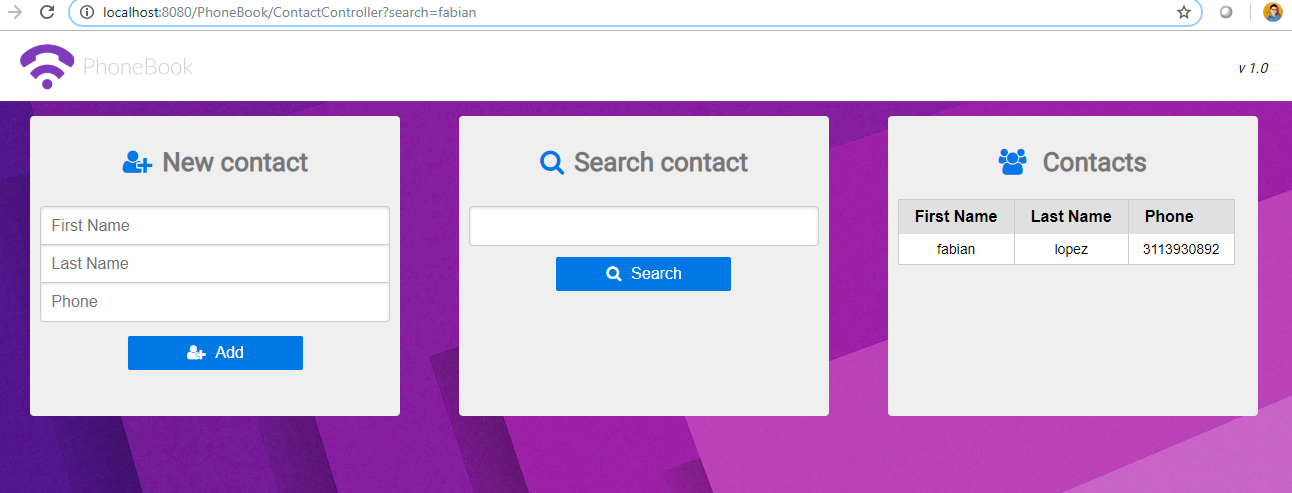 localhost:8080/PhoneBook/ContactController?search=fabian
PhoneBook
v 1.0
New contact
First Name
Last Name
Phone
Add
Search contact
Search
Contacts
First Name Last Name Phone
fabian lopez 3113930892